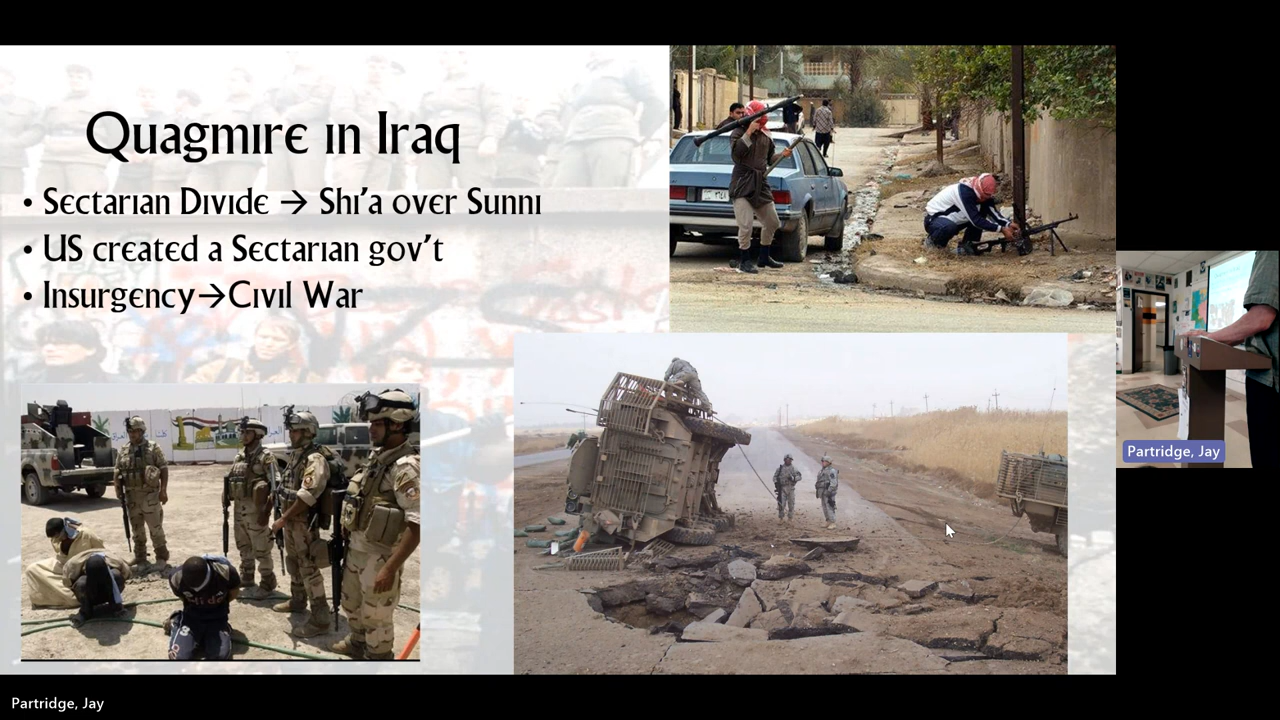 Quagmire in Iraq
• Sectarian Divide → Shi'a over Sunni
• US created a Sectarian gov't
• Insurgency→Civil War
Partridge, Jay
Partridge, Jay